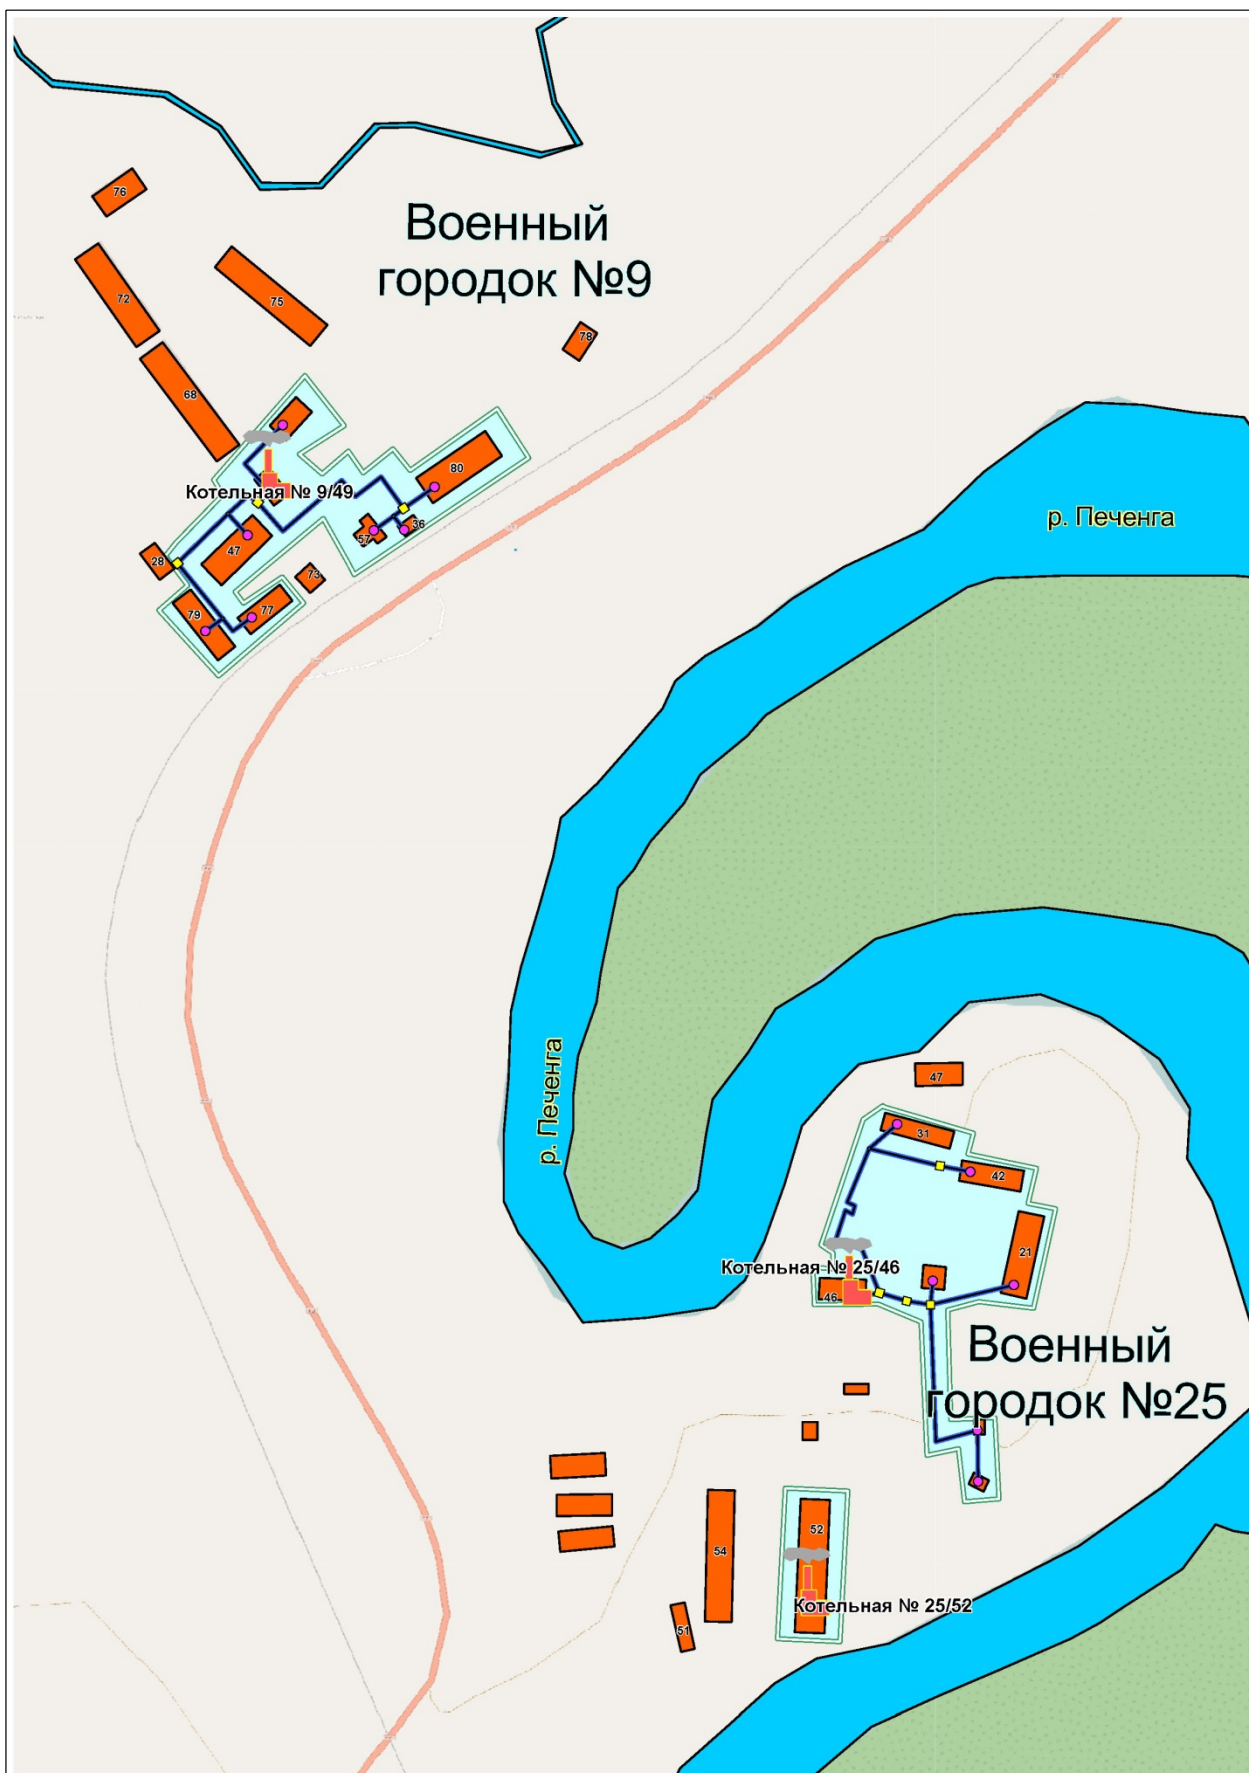 76
Военный
городок №9
72
75
78
68
80
Котельная № 9/49
36
57
47
28
73
79
77
р. Печенга
р. Печенга
47
31
42
21
Котельная № 25/46
46
Военный
городок №25
52
54
Котельная № 25/52
51